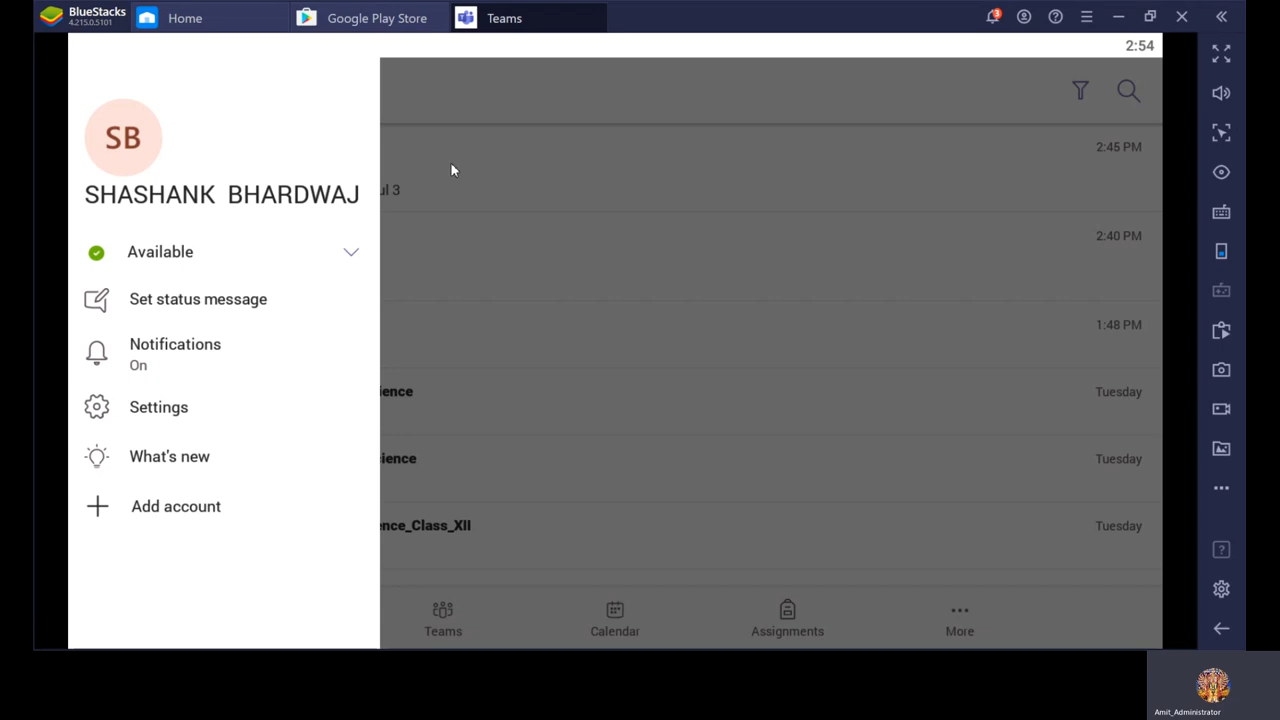 BlueStacks
4.215.0.5101
Home
Google Play Store
Teams
3
2:54
SB
SHASHANK BHARDWAJ
Available
Set status message
Notifications
On
Settings
What's new
Add account
2:45 PM
ul 3
2:40 PM
1:48 PM
ience
Tuesday
ience
Tuesday
ence_Class_XII
Tuesday
Teams
Calendar
Assignments
More
Amit_Administrator